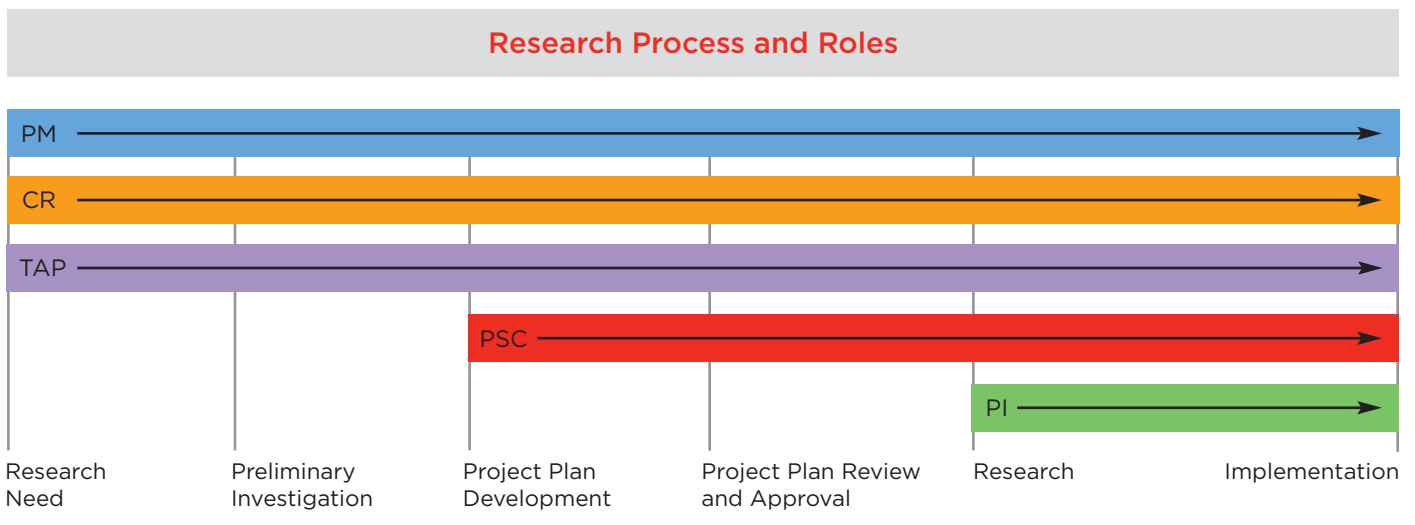 Research Process and Roles
PM
CR
TAP
PSC
PI
Research
Need
Preliminary
Investigation
Project Plan
Development
Project Plan Review
and Approval
Research
Implementation